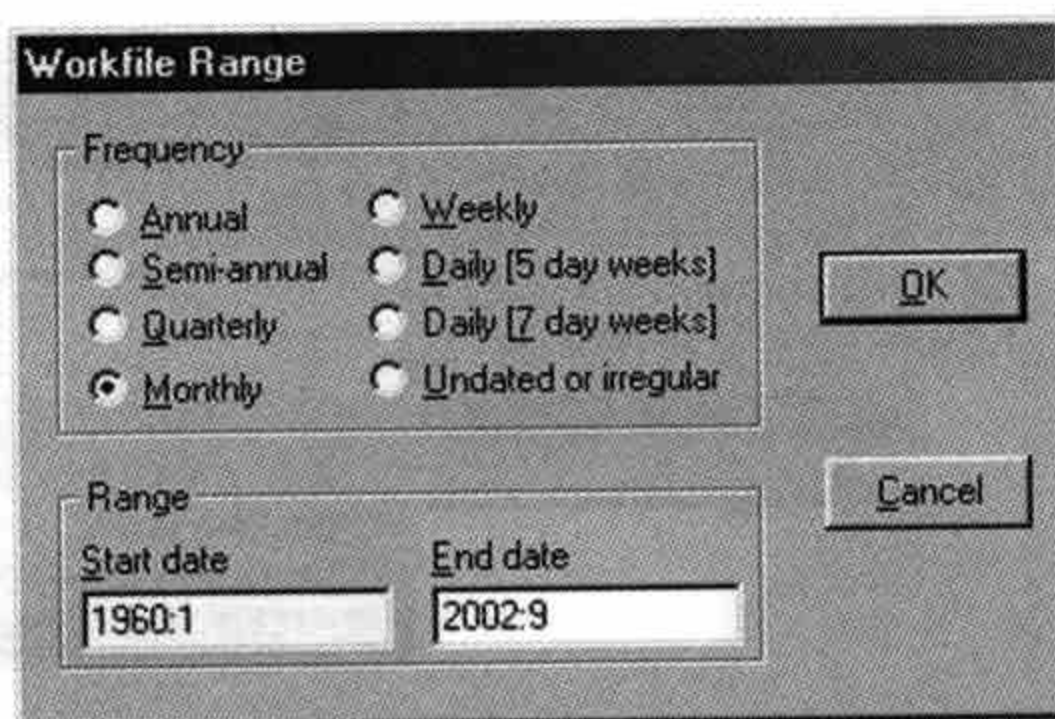 Workfile Range
Frequency
Annual
Semi-annual
Quarterly
Monthly
Weekly
Daily [5 day weeks]
Daily [7 day weeks]
Undated or irregular
OK
Cancel
Range
Start date
1960:1
End date
2002:9